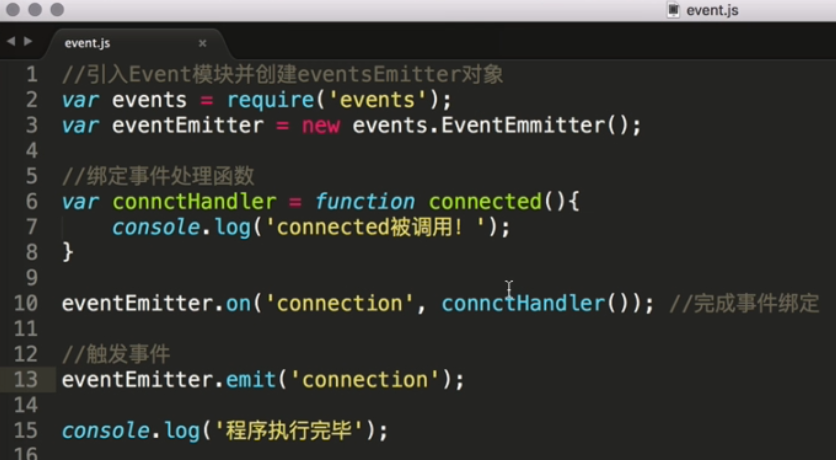 event.js
event.js ×
1 //引入Event模块并创建eventsEmitter对象
2 var events = require('events');
3 var eventEmitter = new events.EventEmmitter();
4
5 //绑定事件处理函数
6 var connctHandler = function connected(){
7     console.log('connected被调用! ');
8 }
9
10 eventEmitter.on('connection', connctHandler()); //完成事件绑定
11
12 //触发事件
13 eventEmitter.emit('connection');
14
15 console.log('程序执行完毕');
16